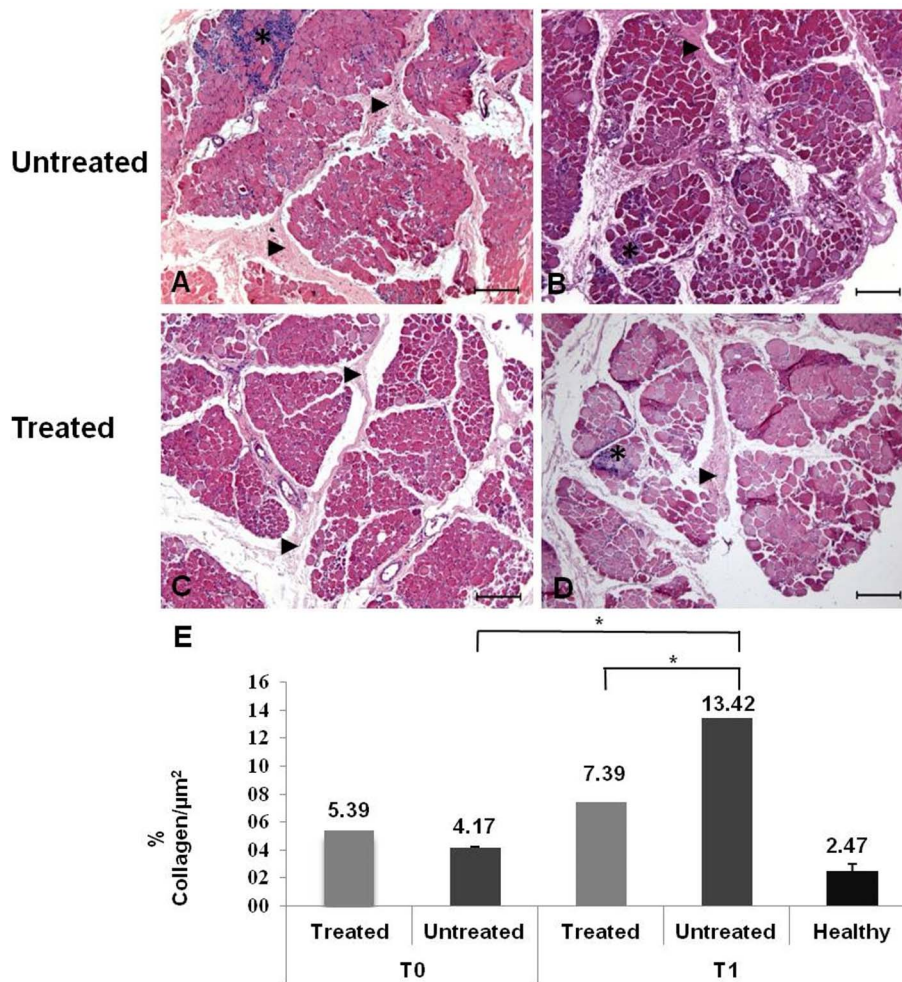 Untreated
*
A
B
*
Treated
*
C
D
E
*
*
16
14
12
10
08
06
04
02
00
%
Collagen/µm²
5.39
4.17
7.39
13.42
2.47
Treated Untreated Treated Untreated Healthy
T0 T1